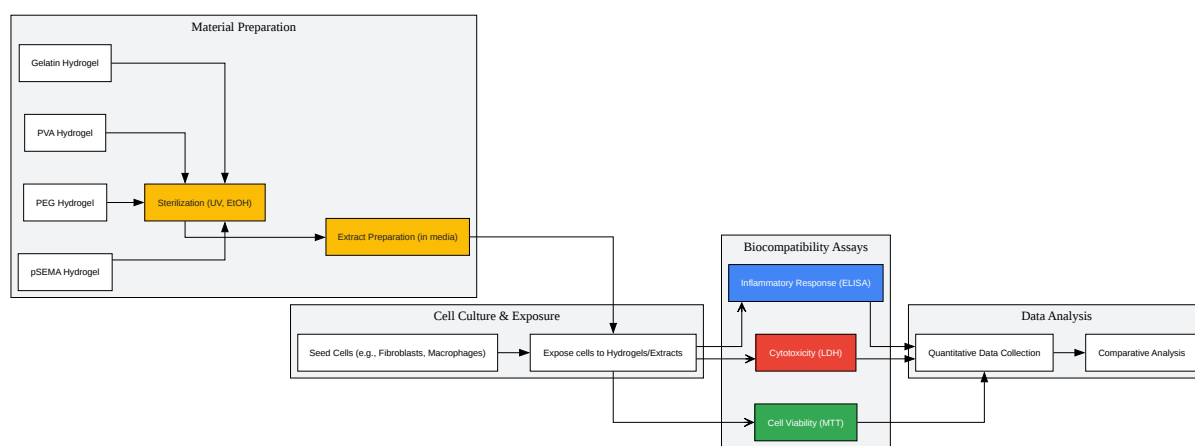 Material Preparation
Gelatin Hydrogel
PVA Hydrogel
PEG Hydrogel
pSEMA Hydrogel
Sterilization (UV, EtOH)
Extract Preparation (in media)
Cell Culture & Exposure
Seed Cells (e.g., Fibroblasts, Macrophages)
Expose cells to Hydrogels/Extracts
Biocompatibility Assays
Inflammatory Response (ELISA)
Cytotoxicity (LDH)
Cell Viability (MTT)
Data Analysis
Quantitative Data Collection
Comparative Analysis